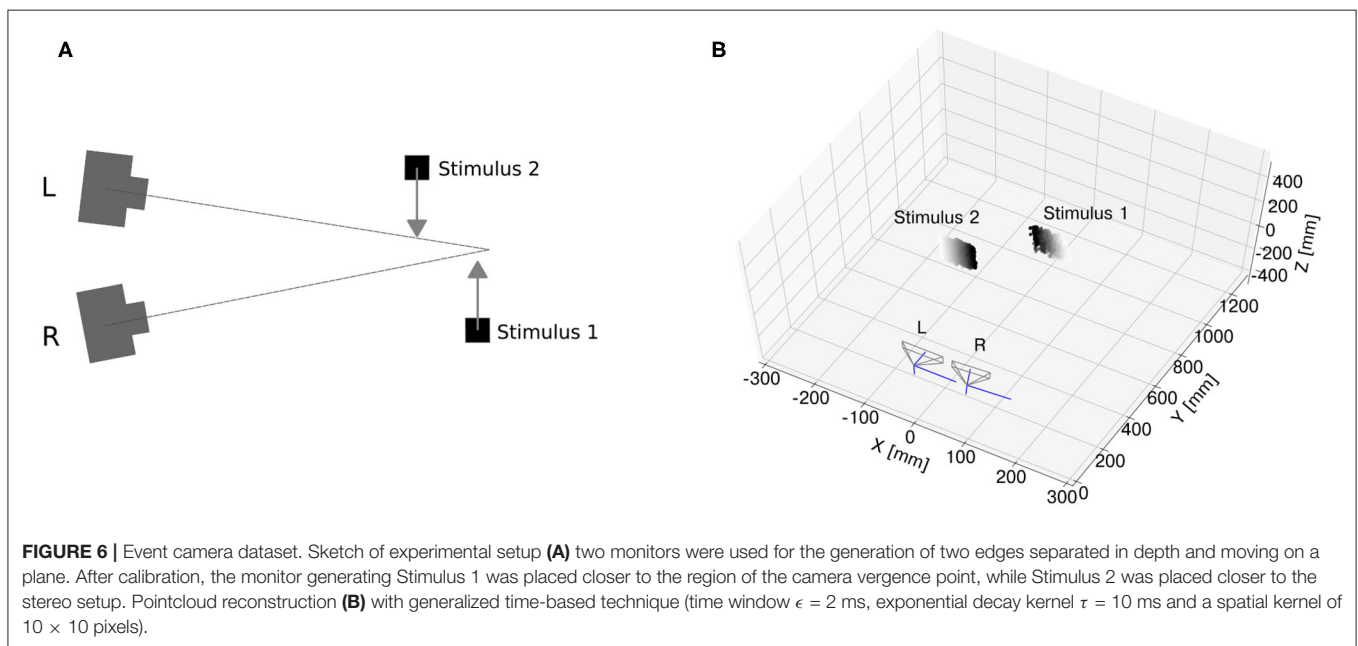 A
L
R
Stimulus 2
Stimulus 1
B
Stimulus 2
Stimulus 1
L
R
-300
-200
-100
0
100
200
300
X [mm]
0
200
400
600
800
1000
1200
Y [mm]
400
200
0
-200
-400
Z [mm]
FIGURE 6 | Event camera dataset. Sketch of experimental setup (A) two monitors were used for the generation of two edges separated in depth and moving on a
plane. After calibration, the monitor generating Stimulus 1 was placed closer to the region of the camera vergence point, while Stimulus 2 was placed closer to the
stereo setup. Pointcloud reconstruction (B) with generalized time-based technique (time window ϵ = 2 ms, exponential decay kernel τ = 10 ms and a spatial kernel of
10 × 10 pixels).